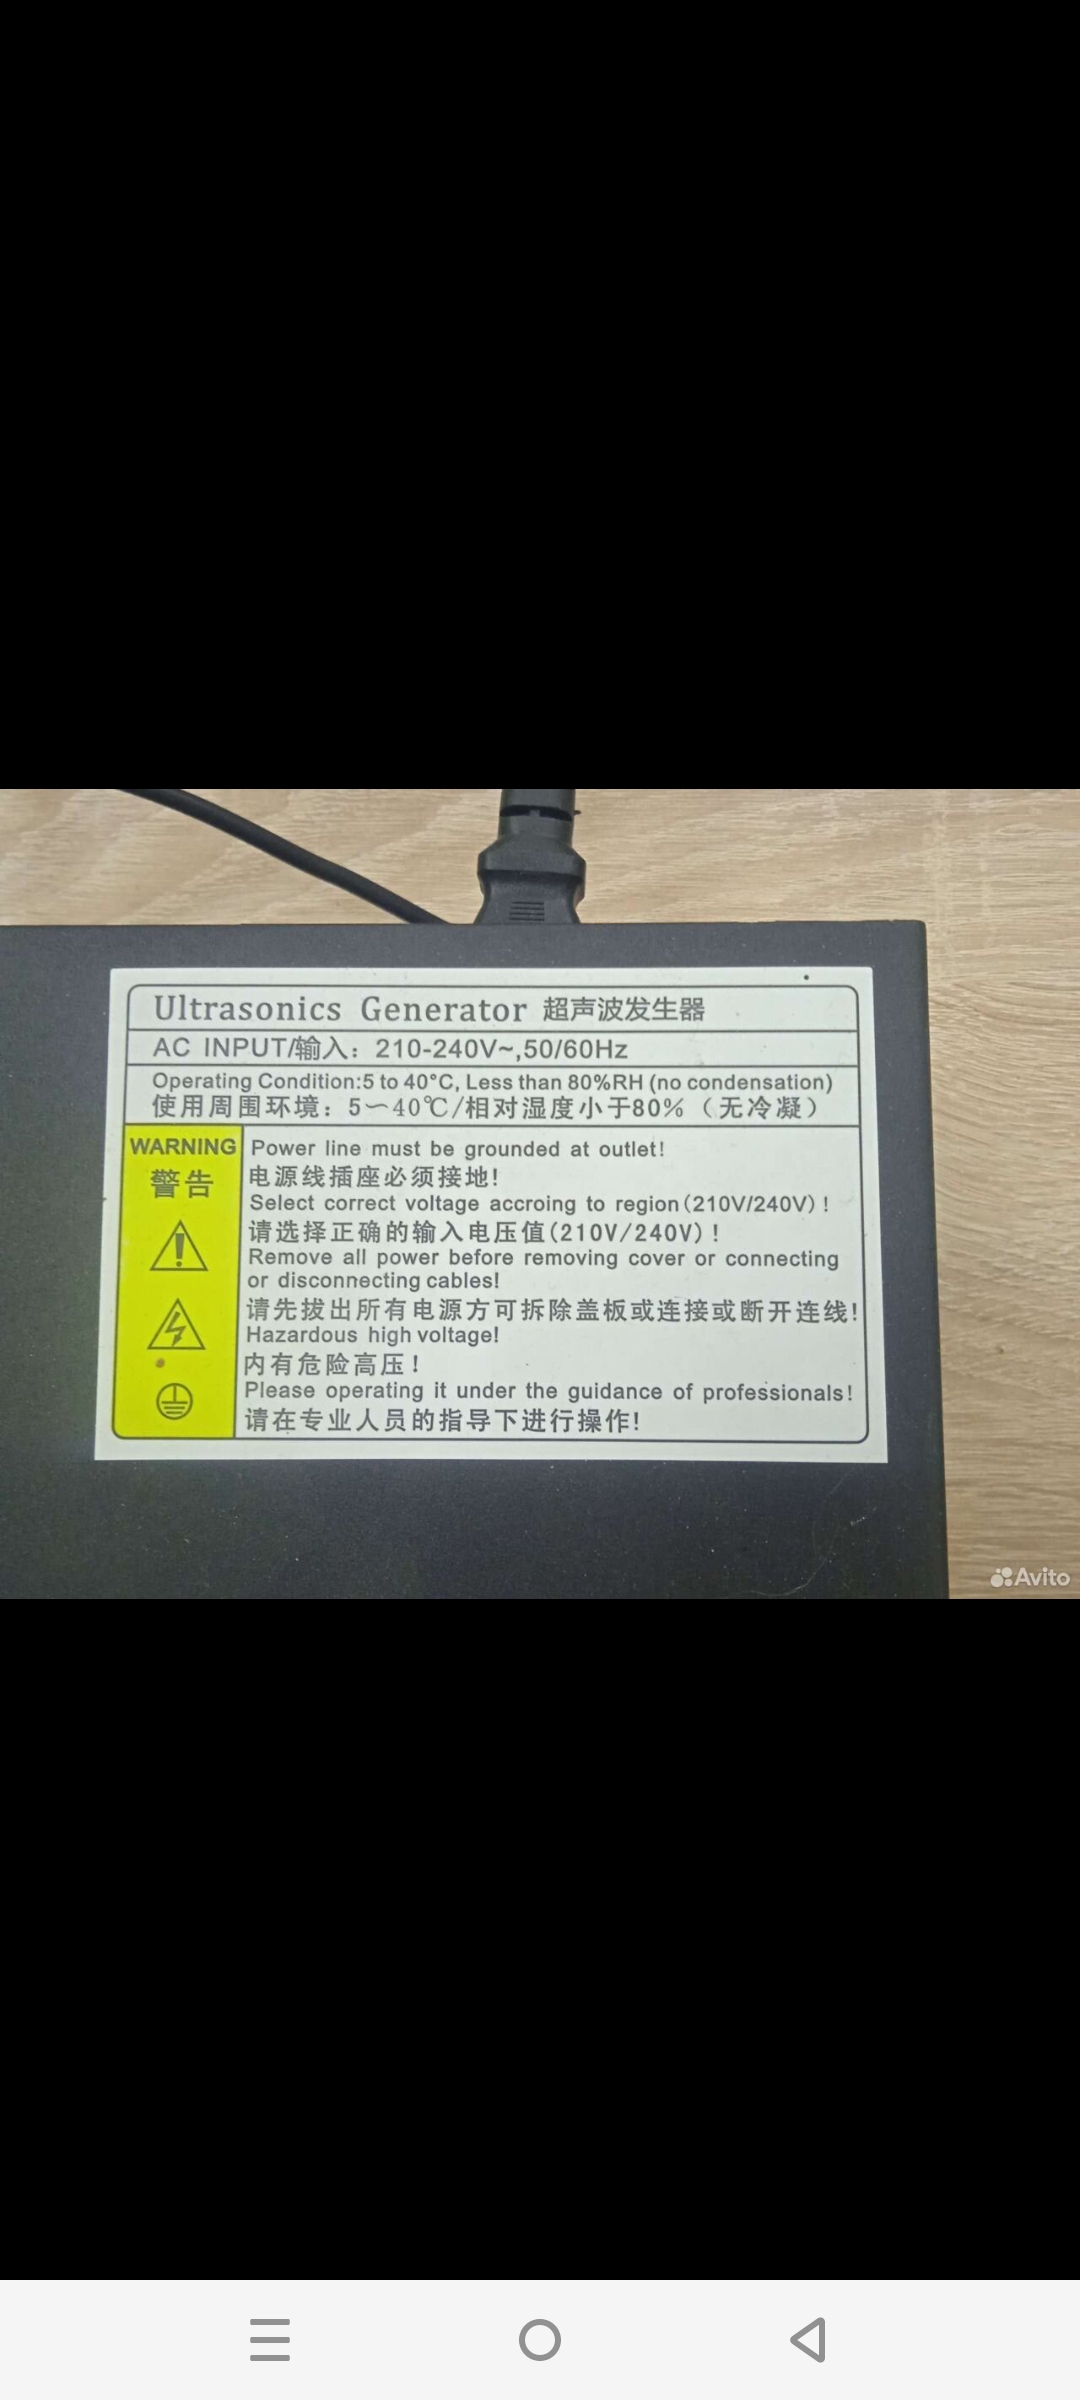 Ultrasonics Generator 超声波发生器
AC INPUT/输入：210-240V~,50/60Hz
Operating Condition:5 to 40°C, Less than 80%RH (no condensation)
使用周围环境：5～40℃/相对湿度小于80%（无冷凝）
WARNING
警告
Power line must be grounded at outlet!
电源线插座必须接地!
Select correct voltage accroing to region(210V/240V)!
请选择正确的输入电压值(210V/240V)!
Remove all power before removing cover or connecting
or disconnecting cables!
请先拔出所有电源方可拆除盖板或连接或断开连线!
Hazardous high voltage!
内有危险高压!
Please operating it under the guidance of professionals!
请在专业人员的指导下进行操作!
Avito